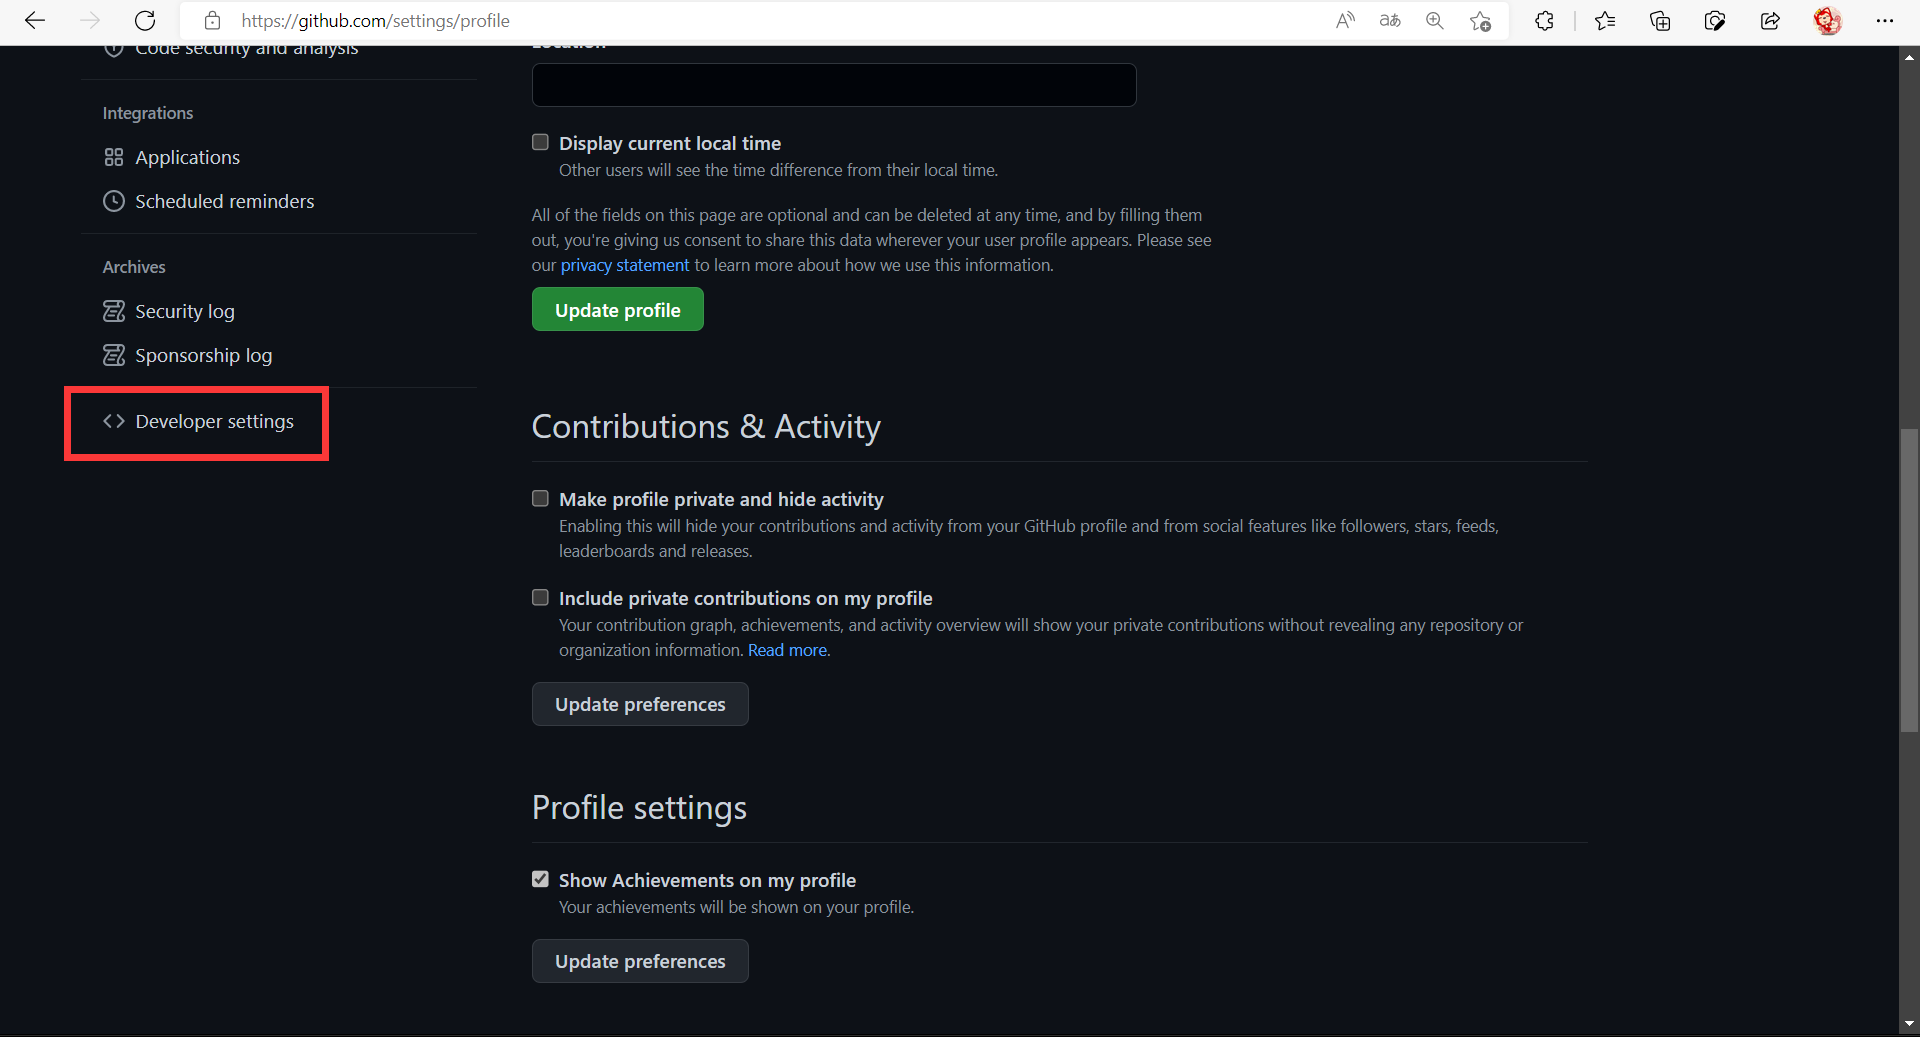 https://github.com/settings/profile
Code security and analysis
Integrations
Applications
Scheduled reminders
Archives
Security log
Sponsorship log
Developer settings
Location
Display current local time
Other users will see the time difference from their local time.
All of the fields on this page are optional and can be deleted at any time, and by filling them
out, you're giving us consent to share this data wherever your user profile appears. Please see
our privacy statement to learn more about how we use this information.
Update profile
Contributions & Activity
Make profile private and hide activity
Enabling this will hide your contributions and activity from your GitHub profile and from social features like followers, stars, feeds,
leaderboards and releases.
Include private contributions on my profile
Your contribution graph, achievements, and activity overview will show your private contributions without revealing any repository or
organization information. Read more.
Update preferences
Profile settings
Show Achievements on my profile
Your achievements will be shown on your profile.
Update preferences